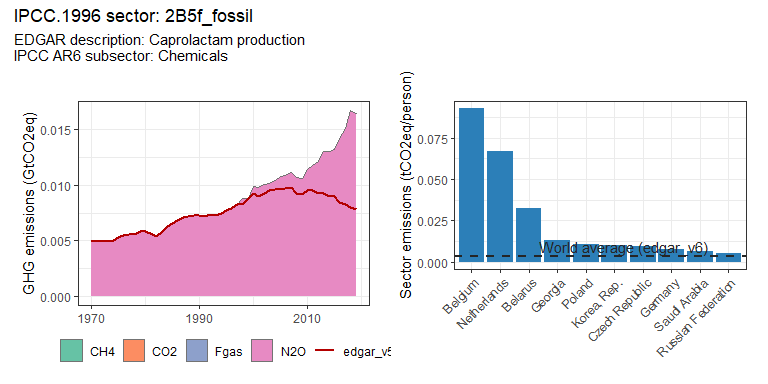 IPCC.1996 sector: 2B5f_fossil
EDGAR description: Caprolactam production
IPCC AR6 subsector: Chemicals
GHG emissions (GtCO2eq)
0.015
0.010
0.005
0.000
1970
1990
2010
CH4
CO2
Fgas
N2O
edgar_v6
Sector emissions (tCO2eq/person)
0.075
0.050
0.025
0.000
World average (edgar_v6)
Belgium
Netherlands
Belarus
Georgia
Poland
Korea, Rep.
Czech Republic
Germany
Saudi Arabia
Russian Federation